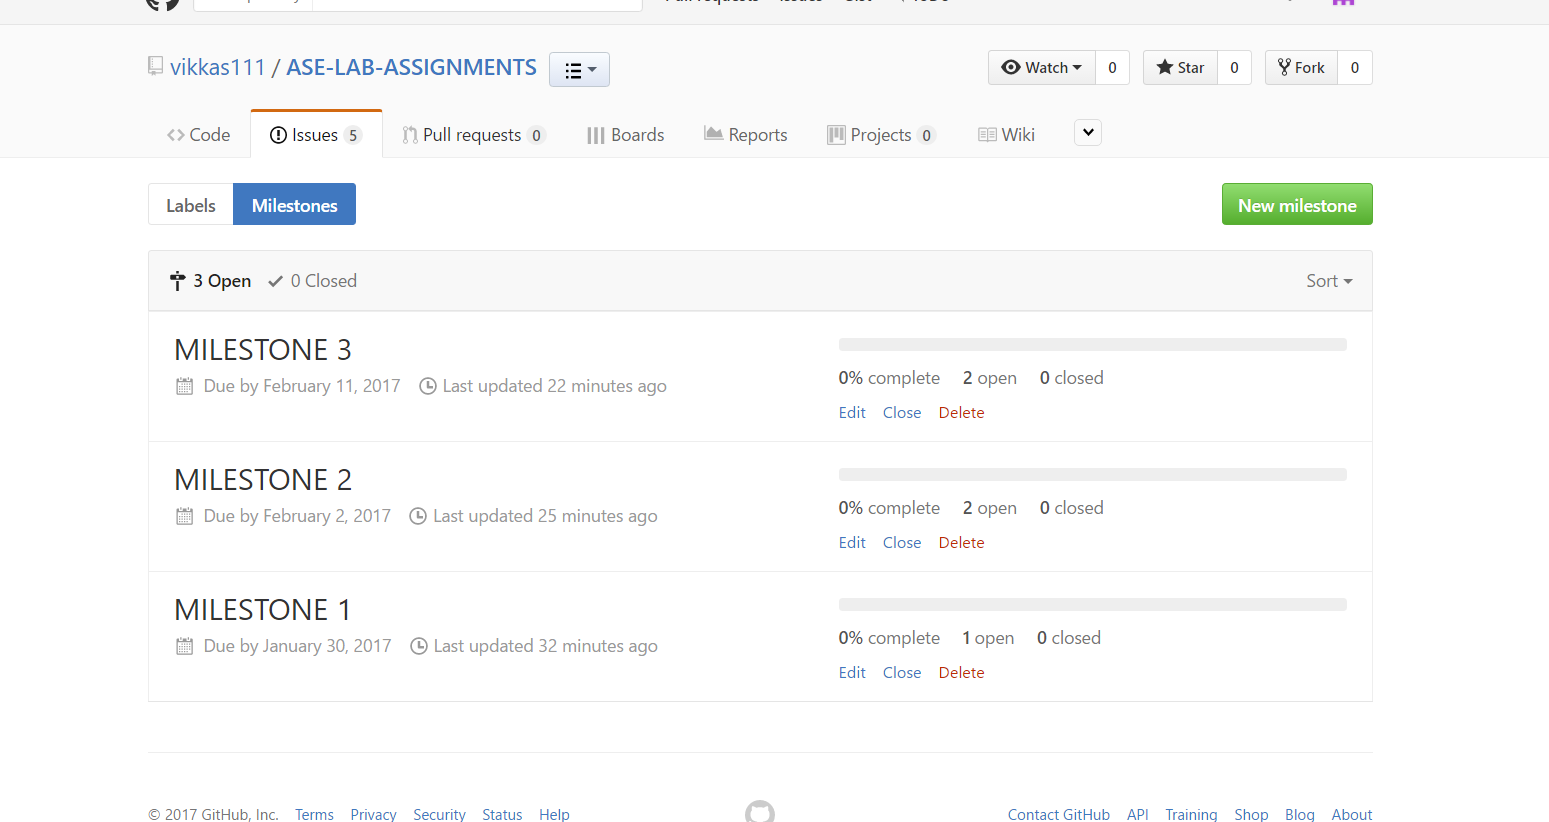 vikkas111 / ASE-LAB-ASSIGNMENTS
Watch 0 Star 0 Fork 0
Code Issues 5 Pull requests 0 Boards Reports Projects 0 Wiki
Labels Milestones New milestone
3 Open 0 Closed Sort
MILESTONE 3
Due by February 11, 2017 Last updated 22 minutes ago
0% complete 2 open 0 closed
Edit Close Delete
MILESTONE 2
Due by February 2, 2017 Last updated 25 minutes ago
0% complete 2 open 0 closed
Edit Close Delete
MILESTONE 1
Due by January 30, 2017 Last updated 32 minutes ago
0% complete 1 open 0 closed
Edit Close Delete
© 2017 GitHub, Inc. Terms Privacy Security Status Help Contact GitHub API Training Shop Blog About